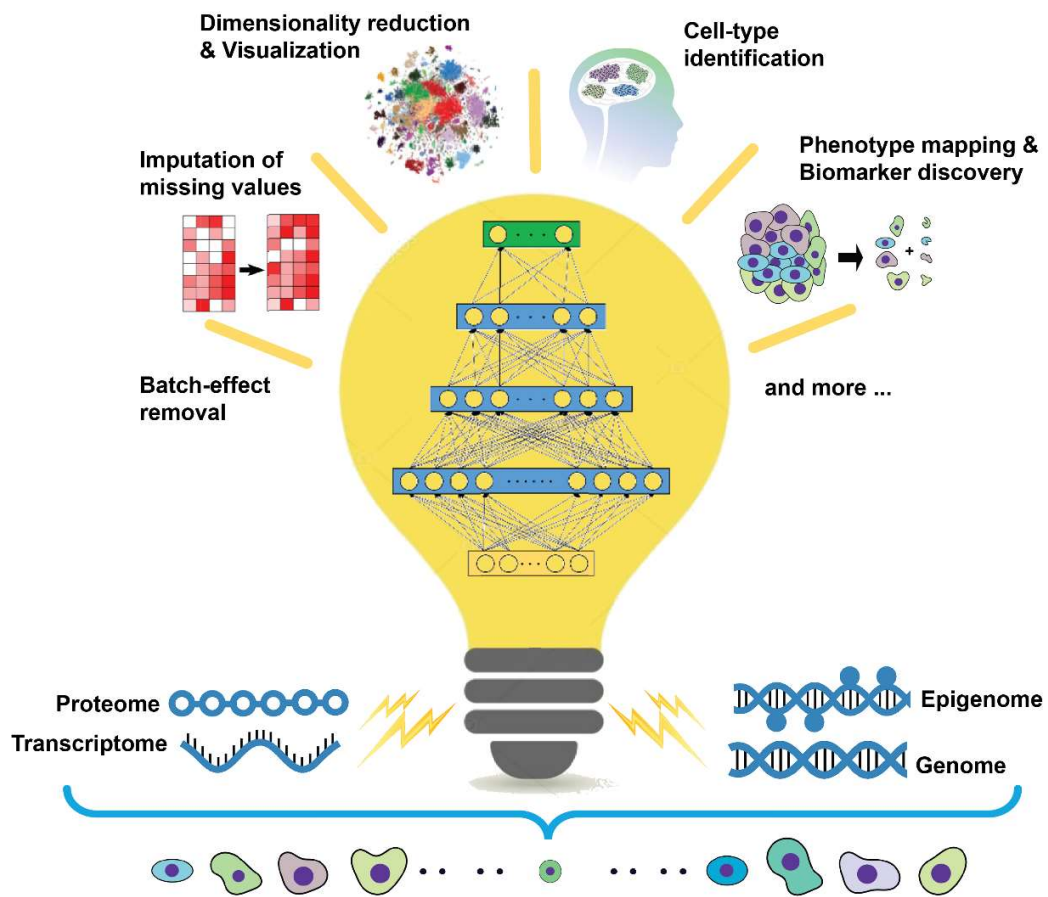 Dimensionality reduction
& Visualization
Cell-type
identification
Imputation of
missing values
Phenotype mapping &
Biomarker discovery
Batch-effect
removal
and more ...
Proteome
Transcriptome
Epigenome
Genome